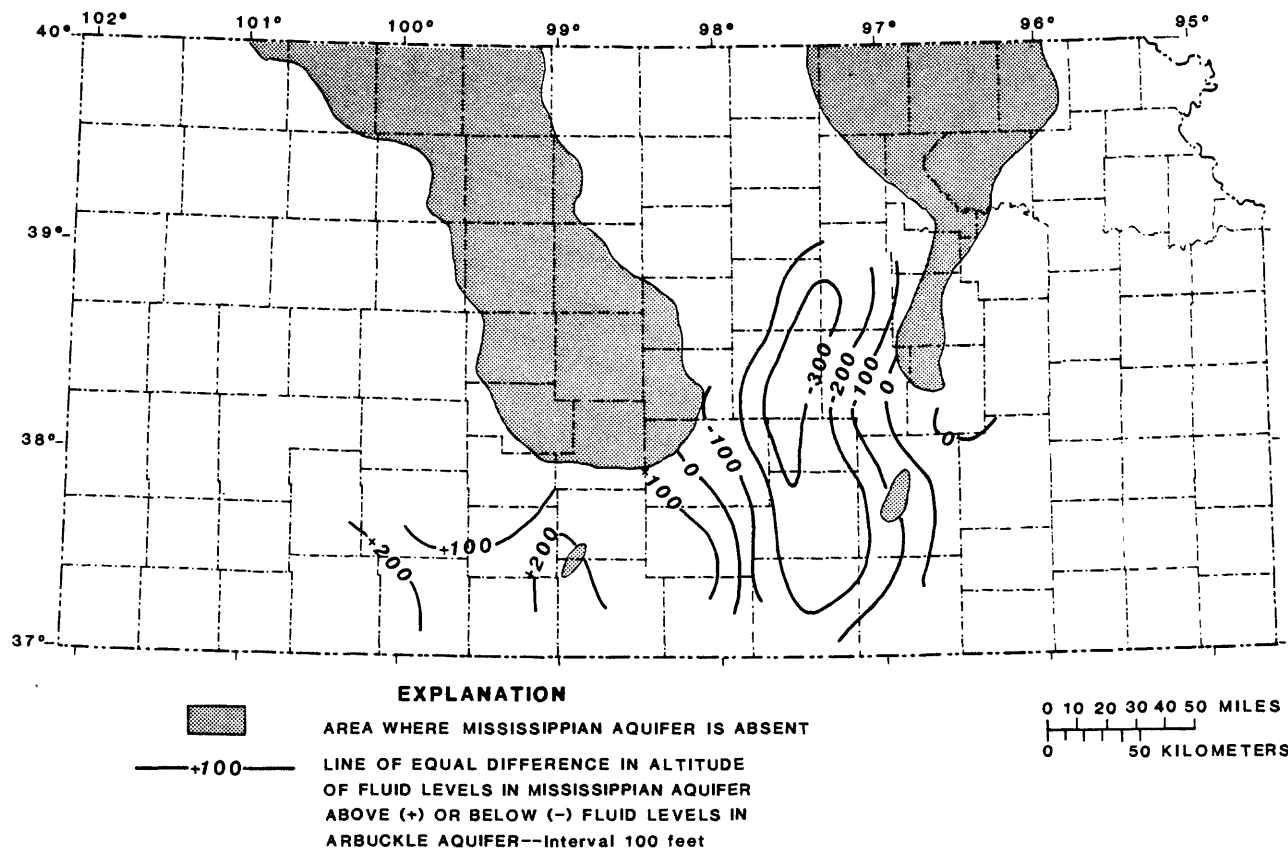 102° 101° 100° 99° 98° 97° 96° 95°
40°
39°
38°
37°
-300
-200
-100
0
0
-100
0
+100
+100
+200
+200
EXPLANATION
AREA WHERE MISSISSIPPIAN AQUIFER IS ABSENT
+100
LINE OF EQUAL DIFFERENCE IN ALTITUDE
OF FLUID LEVELS IN MISSISSIPPIAN AQUIFER
ABOVE (+) OR BELOW (-) FLUID LEVELS IN
ARBUCKLE AQUIFER--Interval 100 feet
0 10 20 30 40 50 MILES
0 50 KILOMETERS